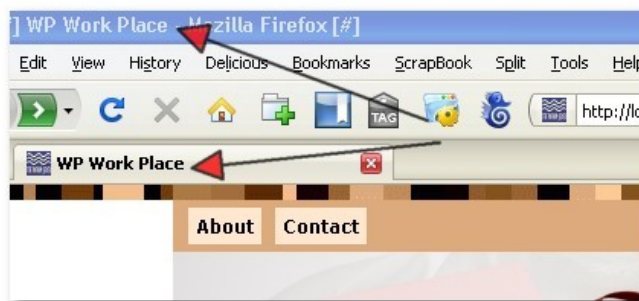 ] WP Work Place - Mozilla Firefox [#]
Edit View History Delicious Bookmarks ScrapBook Split Tools Help
TAG http://lo
WP Work Place
About Contact